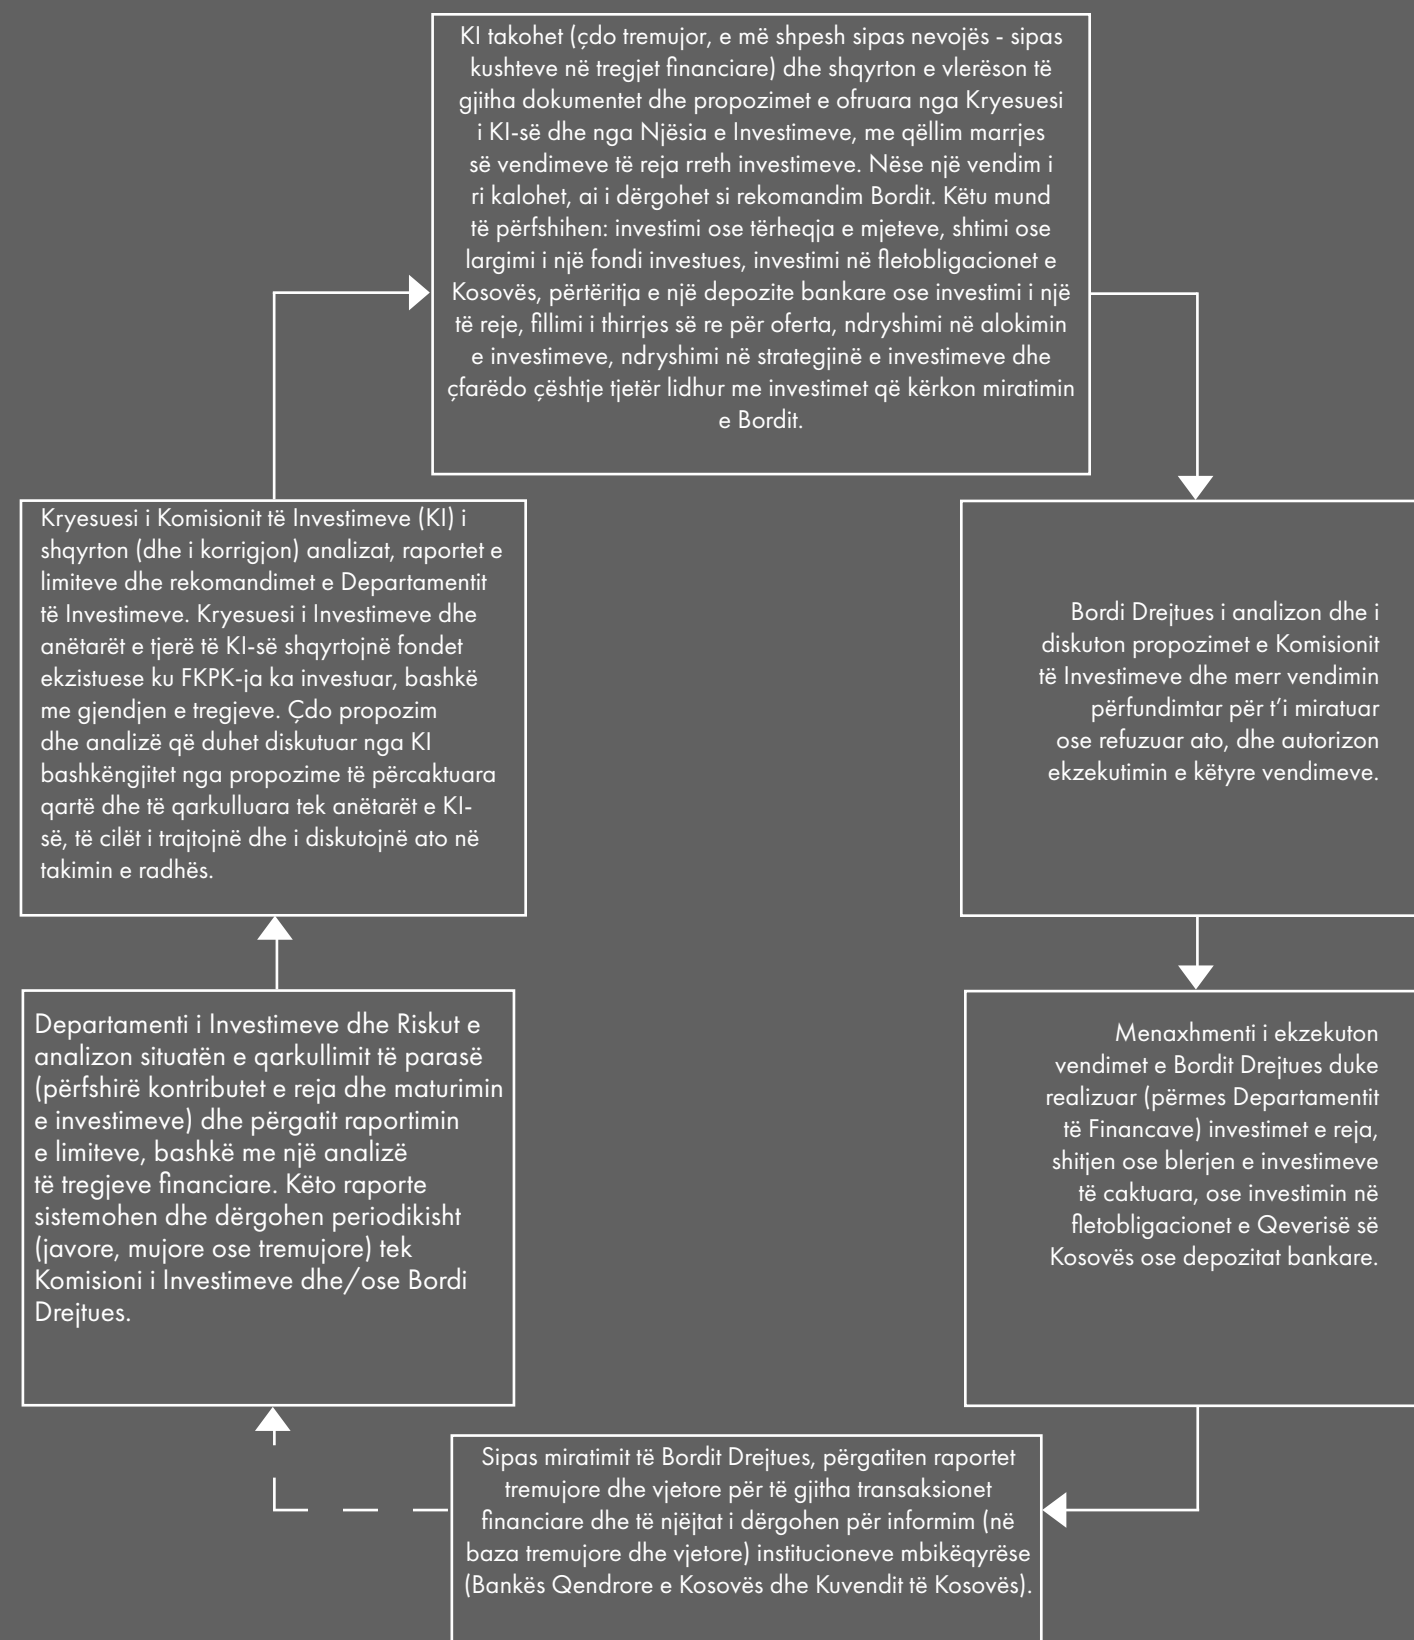 KI takohet (çdo tremujor, e më shpesh sipas nevojës - sipas
kushteve në tregjet financiare) dhe shqyrton e vlerëson të
gjitha dokumentet dhe propozimet e ofruara nga Kryesuesi
i KI-së dhe nga Njësia e Investimeve, me qëllim marrjes
së vendimeve të reja rreth investimeve. Nëse një vendim i
ri kalohet, ai i dërgohet si rekomandim Bordit. Këtu mund
të përfshihen: investimi ose tërheqja e mjeteve, shtimi ose
largimi i një fondi investues, investimi në fletobligacionet e
Kosovës, përtëritja e një depozite bankare ose investimi i një
të reje, fillimi i thirrjes së re për oferta, ndryshimi në alokimin
e investimeve, ndryshimi në strategjinë e investimeve dhe
çfarëdo çështje tjetër lidhur me investimet që kërkon miratimin
e Bordit.
Kryesuesi i Komisionit të Investimeve (KI) i
shqyrton (dhe i korrigjon) analizat, raportet e
limiteve dhe rekomandimet e Departamentit
të Investimeve. Kryesuesi i Investimeve dhe
anëtarët e tjerë të KI-së shqyrtojnë fondet
ekzistuese ku FKPK-ja ka investuar, bashkë
me gjendjen e tregjeve. Çdo propozim
dhe analizë që duhet diskutuar nga KI
bashkëngjitet nga propozime të përcaktuara
qartë dhe të qarkulluara tek anëtarët e KI-
së, të cilët i trajtojnë dhe i diskutojnë ato në
takimin e radhës.
Bordi Drejtues i analizon dhe i
diskuton propozimet e Komisionit
të Investimeve dhe merr vendimin
përfundimtar për t’i miratuar
ose refuzuar ato, dhe autorizon
ekzekutimin e këtyre vendimeve.
Departamenti i Investimeve dhe Riskut e
analizon situatën e qarkullimit të parasë
(përfshirë kontributet e reja dhe maturimin
e investimeve) dhe përgatit raportimin
e limiteve, bashkë me një analizë
të tregjeve financiare. Këto raporte
sistemohen dhe dërgohen periodikisht
(javore, mujore ose tremujore) tek
Komisioni i Investimeve dhe/ose Bordi
Drejtues.
Menaxhmenti i ekzekuton
vendimet e Bordit Drejtues duke
realizuar (përmes Departamentit
të Financave) investimet e reja,
shitjen ose blerjen e investimeve
të caktuara, ose investimin në
fletobligacionet e Qeverisë së
Kosovës ose depozitat bankare.
Sipas miratimit të Bordit Drejtues, përgatiten raportet
tremujore dhe vjetore për të gjitha transaksionet
financiare dhe të njëjtat i dërgohen për informim (në
baza tremujore dhe vjetore) institucioneve mbikëqyrëse
(Bankës Qendrore e Kosovës dhe Kuvendit të Kosovës).